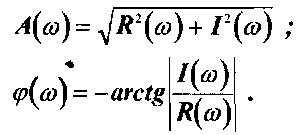 A(ω) = √(R²(ω) + I²(ω)) ;
φ(ω) = −arctg |I(ω)/R(ω)| .